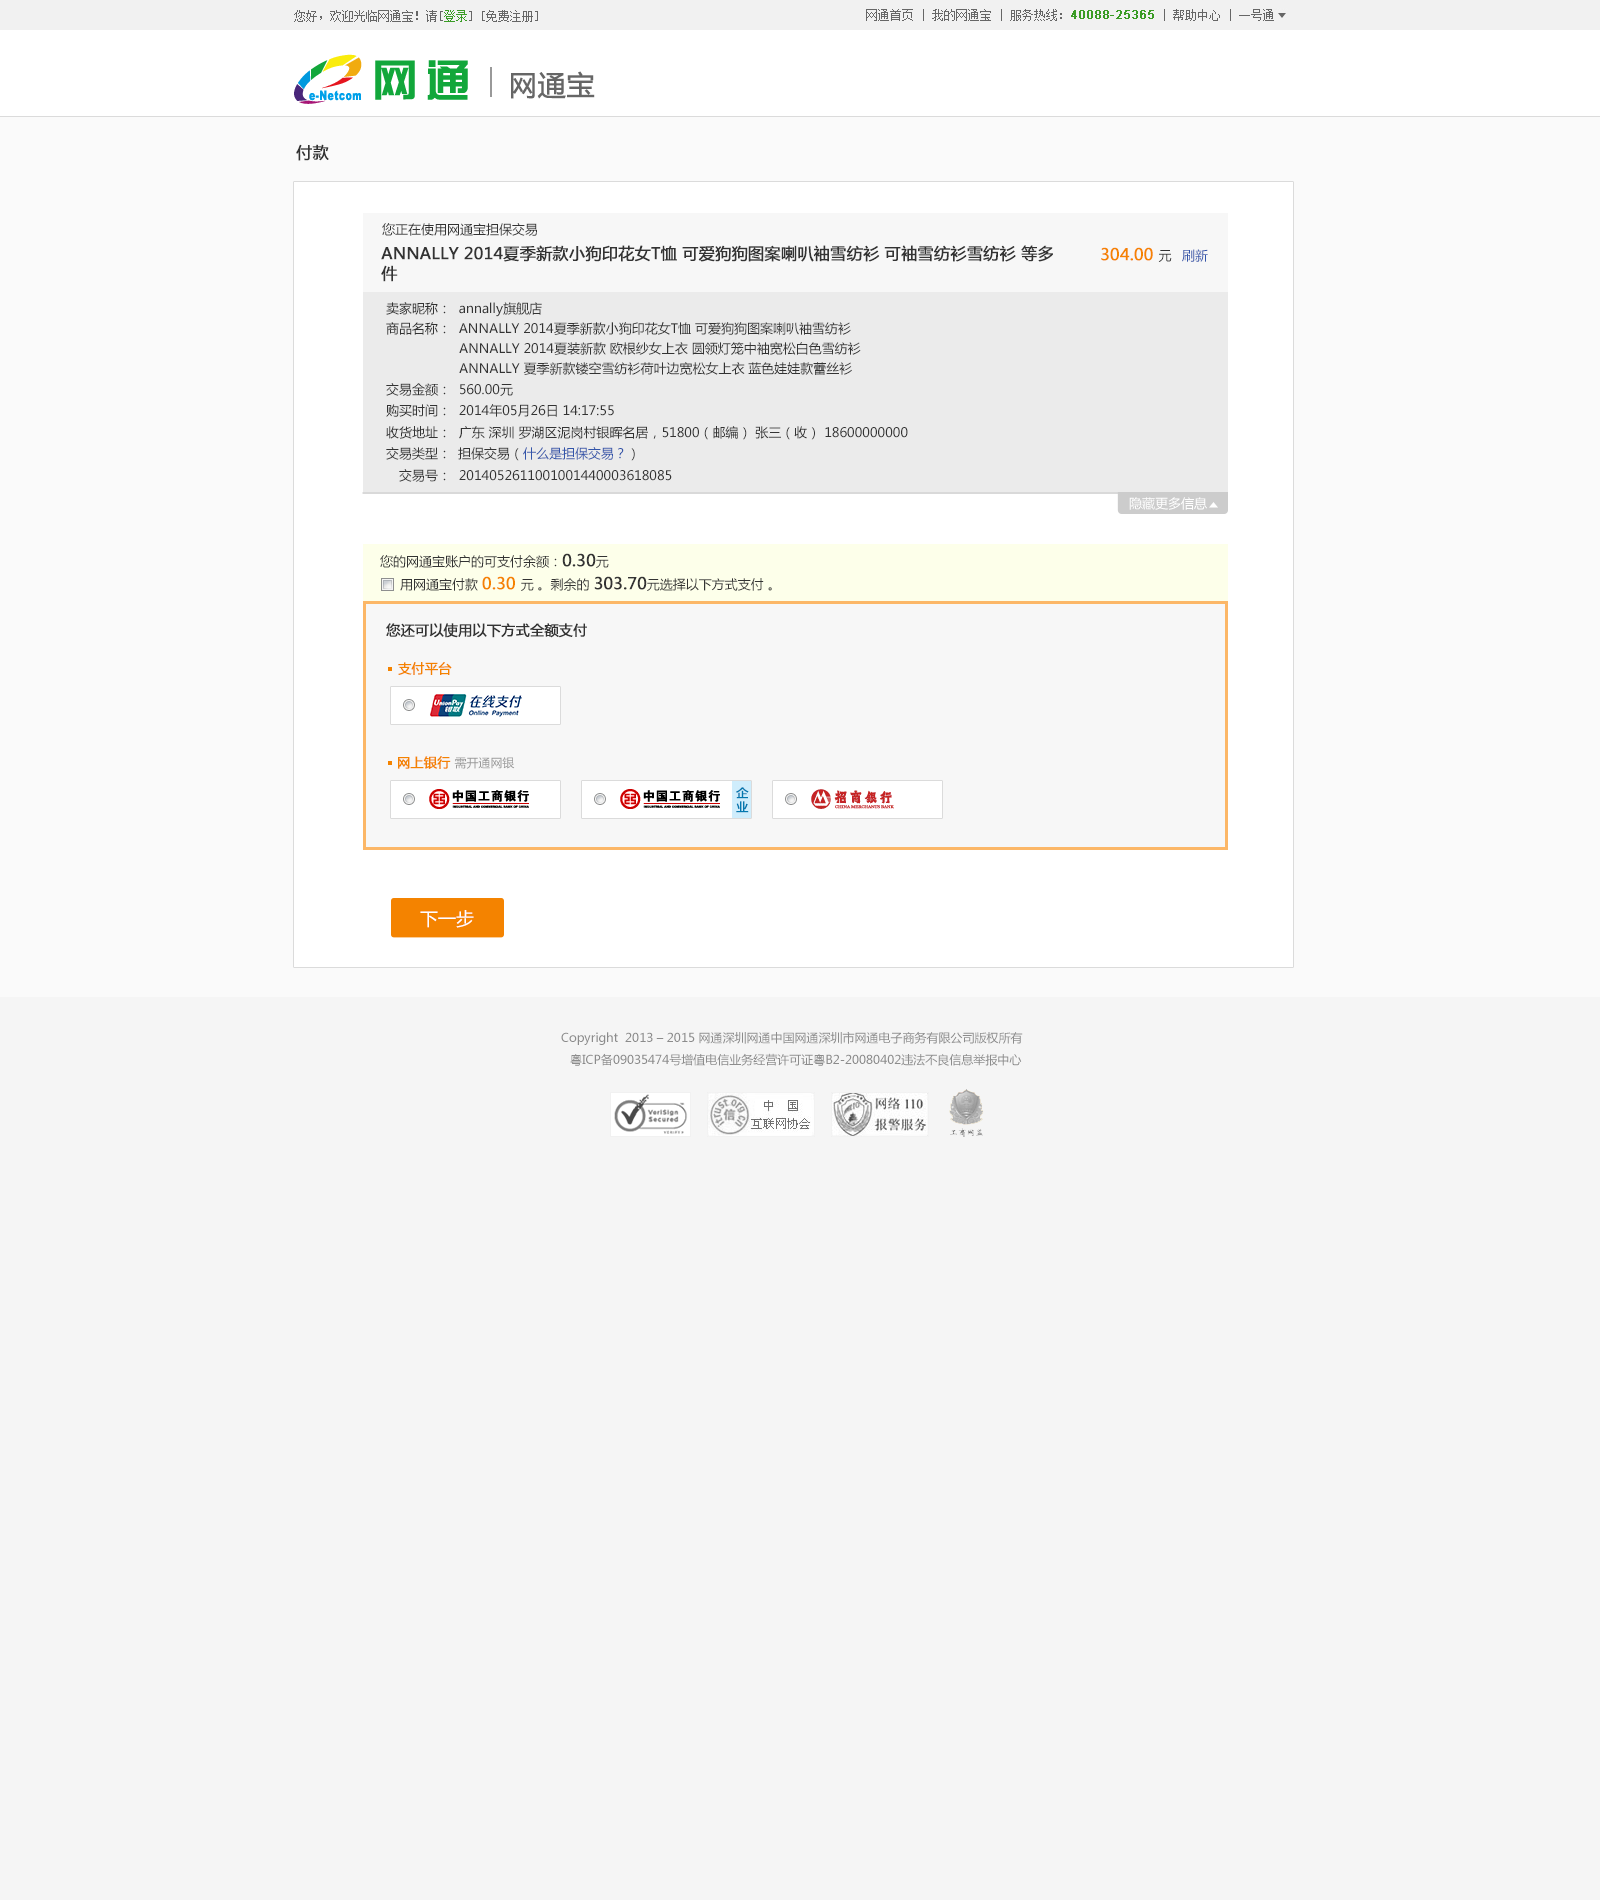 您好，欢迎光临网通宝！请[登录] [免费注册]
网通首页 | 我的网通宝 | 服务热线：40088-25365 | 帮助中心 | 一号通
e-Netcom 网通 | 网通宝
付款
您正在使用网通宝担保交易
ANNALLY 2014夏季新款小狗印花女T恤 可爱狗狗图案喇叭袖雪纺衫 可袖雪纺衫雪纺衫 等多
件
304.00 元 刷新
卖家昵称： annally旗舰店
商品名称： ANNALLY 2014夏季新款小狗印花女T恤 可爱狗狗图案喇叭袖雪纺衫
ANNALLY 2014夏装新款 欧根纱女上衣 圆领灯笼中袖宽松白色雪纺衫
ANNALLY 夏季新款镂空雪纺衫荷叶边宽松女上衣 蓝色娃娃款蕾丝衫
交易金额： 560.00元
购买时间： 2014年05月26日 14:17:55
收货地址： 广东 深圳 罗湖区泥岗村银晖名居，51800（邮编） 张三（收） 18600000000
交易类型： 担保交易（什么是担保交易？）
交易号： 2014052611001001440003618085
隐藏更多信息
您的网通宝账户的可支付余额：0.30元
用网通宝付款 0.30 元。剩余的 303.70元选择以下方式支付。
您还可以使用以下方式全额支付
支付平台
UnionPay 银联 在线支付
Online Payment
网上银行 需开通网银
中国工商银行 中国工商银行 企业 招商银行
INDUSTRIAL AND COMMERCIAL BANK OF CHINA INDUSTRIAL AND COMMERCIAL BANK OF CHINA CHINA MERCHANTS BANK
下一步
Copyright 2013 – 2015 网通深圳网通中国网通深圳市网通电子商务有限公司版权所有
粤ICP备09035474号增值电信业务经营许可证粤B2-20080402违法不良信息举报中心
VeriSign
Secured
itrust.org.cn 信
中 国
互联网协会
网络 110
报警服务
工商网监